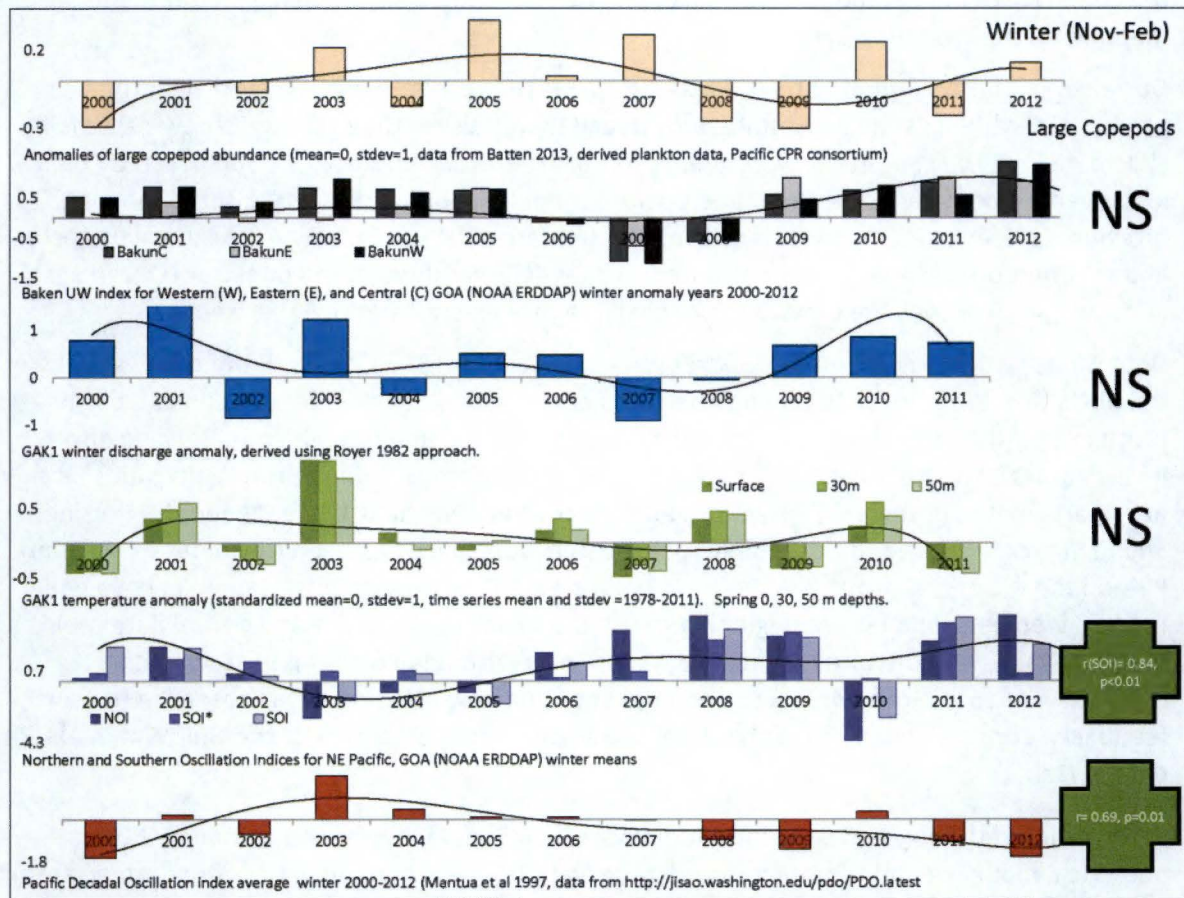 Winter (Nov-Feb)
0.2
2000 2001 2002 2003 2004 2005 2006 2007 2008 2009 2010 2011 2012
-0.3
Large Copepods
Anomalies of large copepod abundance (mean=0, stdev=1, data from Batten 2013, derived plankton data, Pacific CPR consortium)
0.5
NS
-0.5
2000 2001 2002 2003 2004 2005 2006 2007 2008 2009 2010 2011 2012
BakunC BakunE BakunW
-1.5
Baken UW index for Western (W), Eastern (E), and Central (C) GOA (NOAA ERDDAP) winter anomaly years 2000-2012
1
0
NS
2000 2001 2002 2003 2004 2005 2006 2007 2008 2009 2010 2011
-1
GAK1 winter discharge anomaly, derived using Royer 1982 approach.
Surface 30m 50m
0.5
NS
2000 2001 2002 2003 2004 2005 2006 2007 2008 2009 2010 2011
-0.5
GAK1 temperature anomaly (standardized mean=0, stdev=1, time series mean and stdev =1978-2011). Spring 0, 30, 50 m depths.
0.7
r(SOI)= 0.84,
p<0.01
2000 2001 2002 2003 2004 2005 2006 2007 2008 2009 2010 2011 2012
NOI SOI* SOI
-4.3
Northern and Southern Oscillation Indices for NE Pacific, GOA (NOAA ERDDAP) winter means
2000 2001 2002 2003 2004 2005 2006 2007 2008 2009 2010 2011 2012
r= 0.69, p=0.01
-1.8
Pacific Decadal Oscillation index average winter 2000-2012 (Mantua et al 1997, data from http://jisao.washington.edu/pdo/PDO.latest